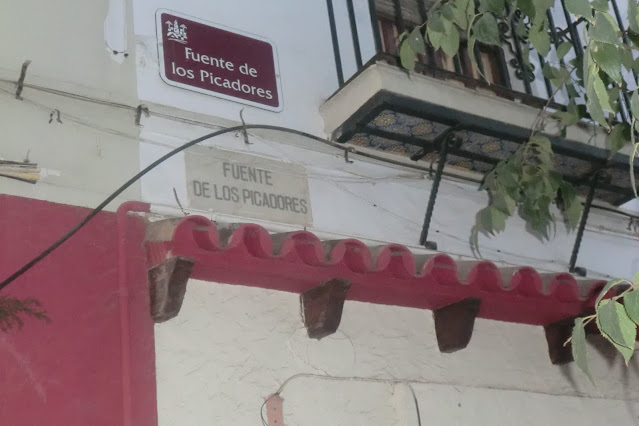 Fuente de
los Picadores
FUENTE
DE LOS PICADORES